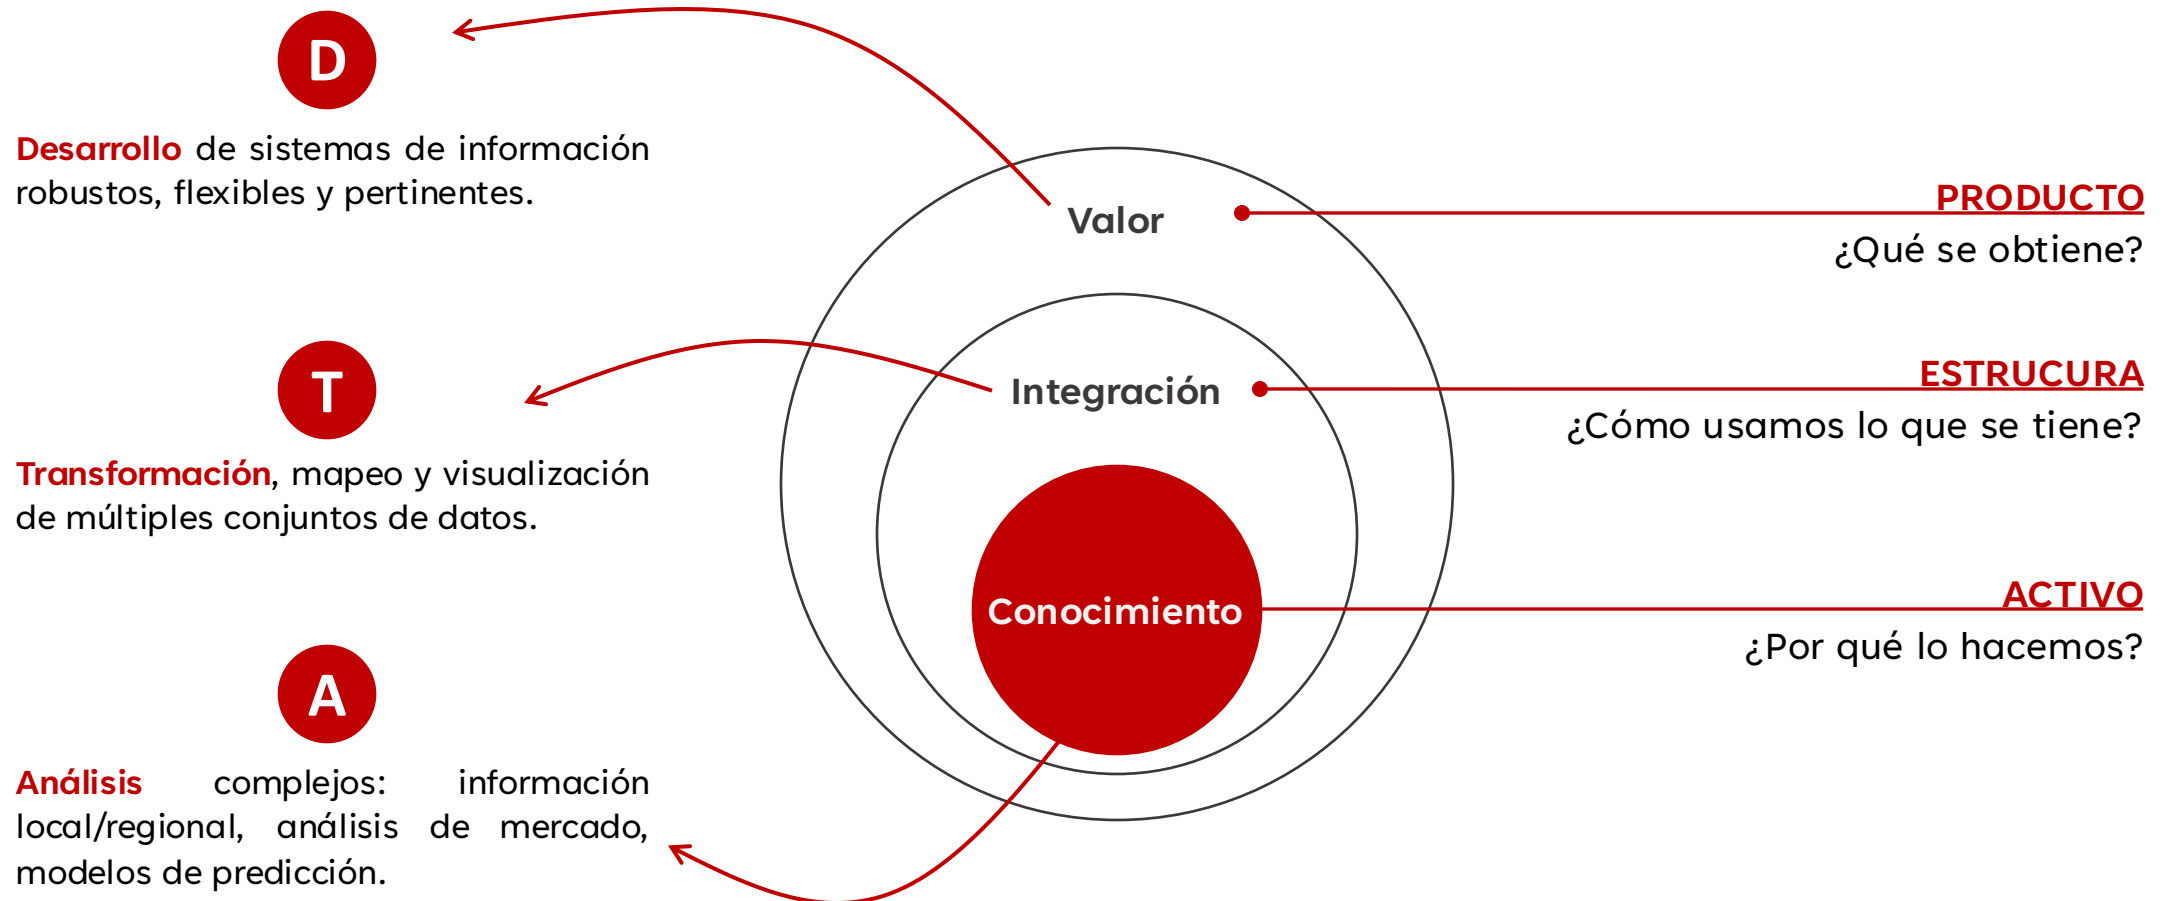 D
Desarrollo de sistemas de información
robustos, flexibles y pertinentes.
T
Transformación, mapeo y visualización
de múltiples conjuntos de datos.
A
Análisis complejos: información
local/regional, análisis de mercado,
modelos de predicción.
Valor
Integración
Conocimiento
PRODUCTO
¿Qué se obtiene?
ESTRUCURA
¿Cómo usamos lo que se tiene?
ACTIVO
¿Por qué lo hacemos?